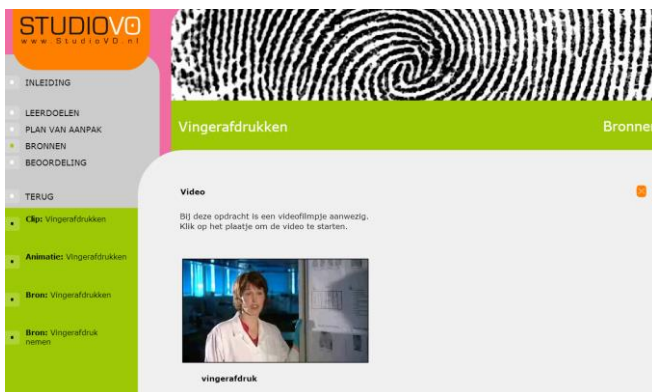 STUDIOVO
www.StudioVO.nl
INLEIDING
LEERDOELEN
PLAN VAN AANPAK
BRONNEN
BEOORDELING
TERUG
Clip: Vingerafdrukken
Animatie: Vingerafdrukken
Bron: Vingerafdrukken
Bron: Vingerafdruk
nemen
Vingerafdrukken
Bronnen
Video
Bij deze opdracht is een videofilmpje aanwezig.
Klik op het plaatje om de video te starten.
vingerafdruk